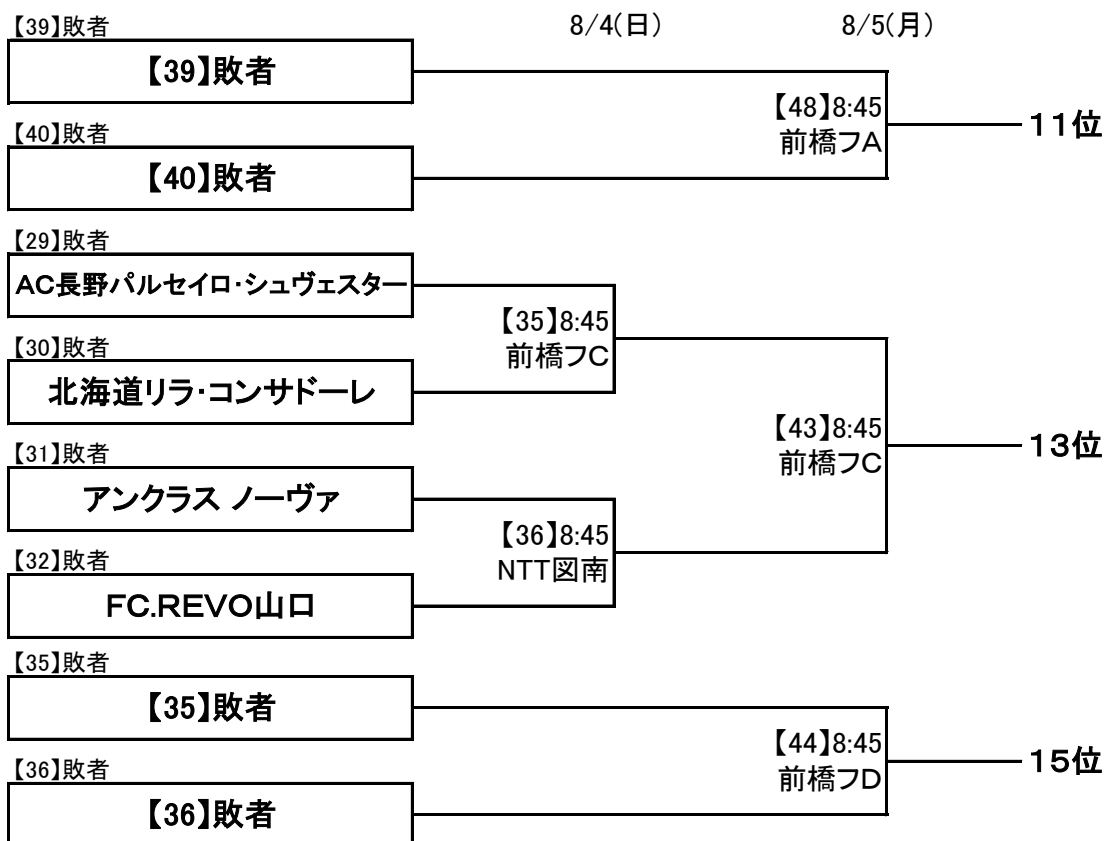 【39】敗者
8/4(日)
8/5(月)
【39】敗者
【48】8:45
前橋フA
11位
【40】敗者
【40】敗者
【29】敗者
AC長野パルセイロ・シュヴェスター
【35】8:45
前橋フC
【30】敗者
北海道リラ・コンサドーレ
【43】8:45
前橋フC
13位
【31】敗者
アンクラス ノーヴァ
【36】8:45
NTT図南
【32】敗者
FC.REVO山口
【35】敗者
【35】敗者
【44】8:45
前橋フD
15位
【36】敗者
【36】敗者